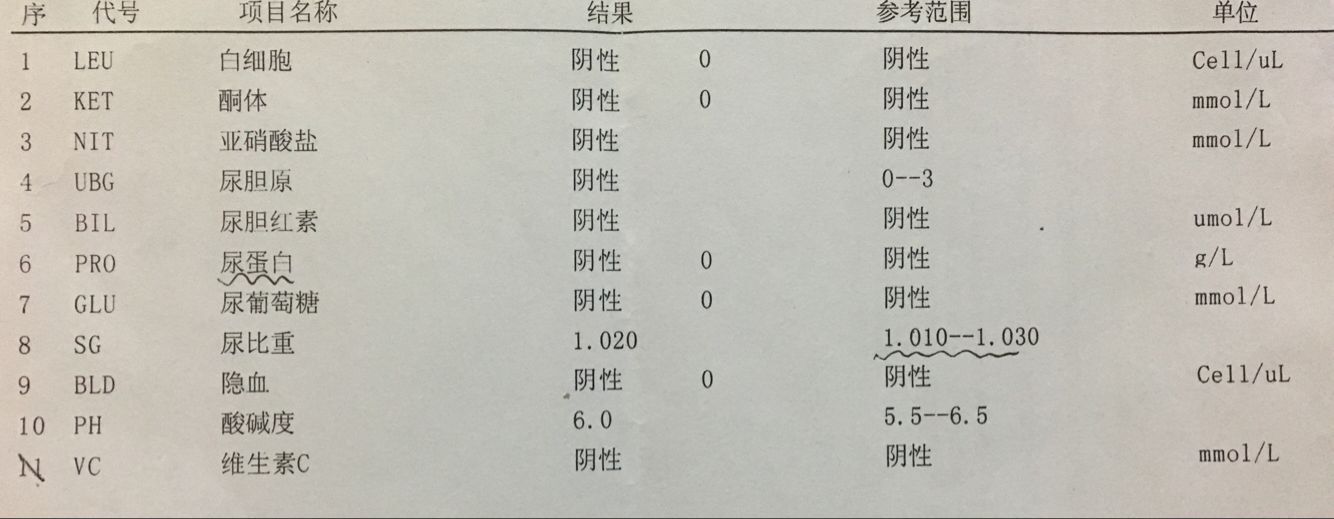 序 代号 项目名称 结果 参考范围 单位
1 LEU 白细胞 阴性 0 阴性 Cell/uL
2 KET 酮体 阴性 0 阴性 mmol/L
3 NIT 亚硝酸盐 阴性 阴性 mmol/L
4 UBG 尿胆原 阴性 0--3
5 BIL 尿胆红素 阴性 阴性 umol/L
6 PRO 尿蛋白 阴性 0 阴性 g/L
7 GLU 尿葡萄糖 阴性 0 阴性 mmol/L
8 SG 尿比重 1.020 1.010--1.030
9 BLD 隐血 阴性 0 阴性 Cell/uL
10 PH 酸碱度 6.0 5.5--6.5
11 VC 维生素C 阴性 阴性 mmol/L